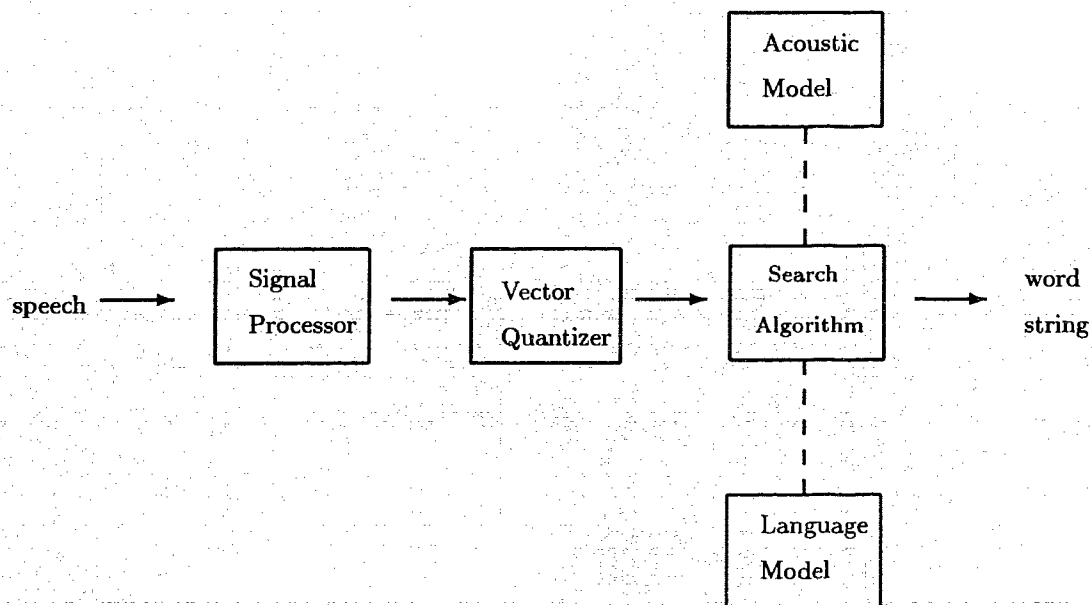 Acoustic
Model
speech
Signal
Processor
Vector
Quantizer
Search
Algorithm
word
string
Language
Model